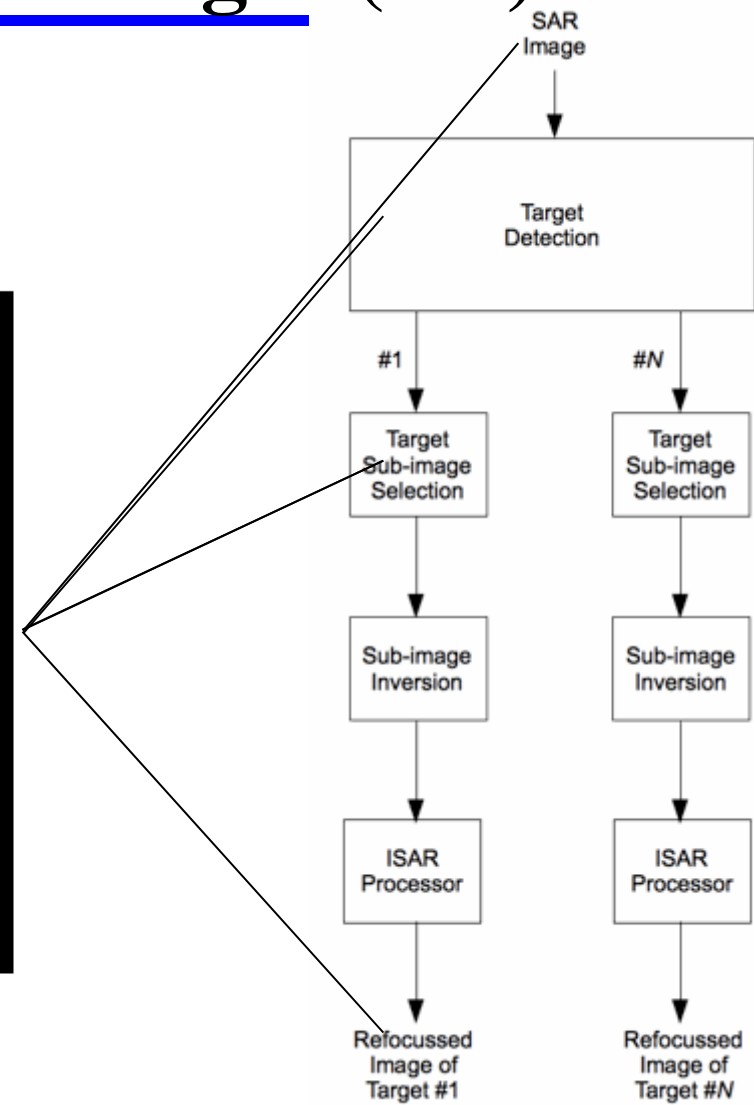 SAR
Image
Target
Detection
#1
#N
Target
Sub-image
Selection
Target
Sub-image
Selection
Sub-image
Inversion
Sub-image
Inversion
ISAR
Processor
ISAR
Processor
Refocussed
Image of
Target #1
Refocussed
Image of
Target #N